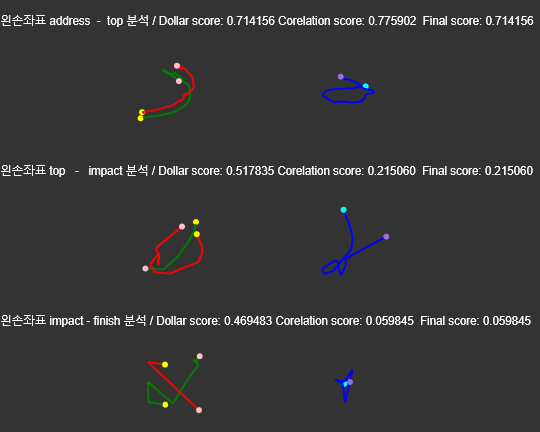 왼손좌표 address - top 분석 / Dollar score: 0.714156 Corelation score: 0.775902 Final score: 0.714156
왼손좌표 top - impact 분석 / Dollar score: 0.517835 Corelation score: 0.215060 Final score: 0.215060
왼손좌표 impact - finish 분석 / Dollar score: 0.469483 Corelation score: 0.059845 Final score: 0.059845